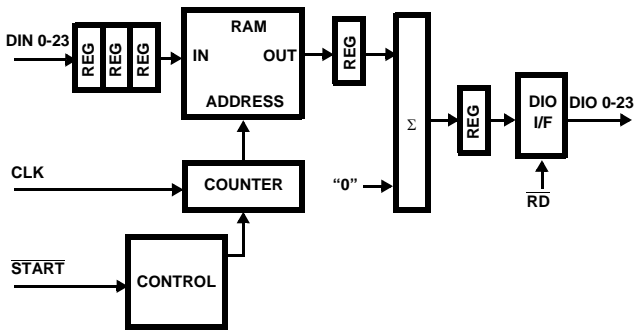 DIN 0-23
REG
REG
REG
RAM
IN
OUT
ADDRESS
REG
Σ
REG
DIO
I/F
DIO 0-23
CLK
COUNTER
“0”
RD
START
CONTROL